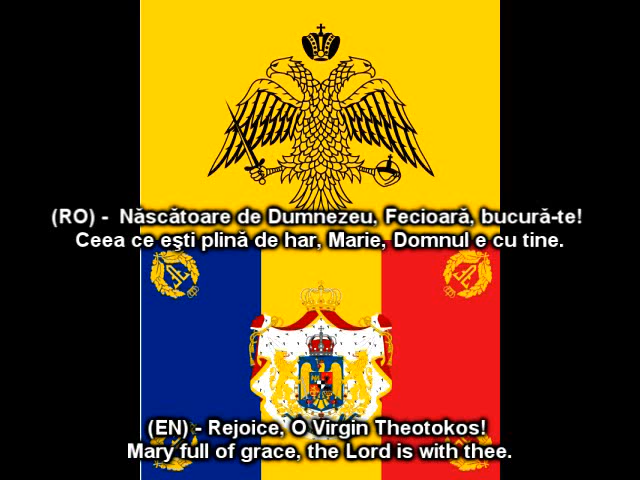 (RO) - Născătoare de Dumnezeu, Fecioară, bucură-te!
Ceea ce eşti plină de har, Marie, Domnul e cu tine.
(EN) - Rejoice, O Virgin Theotokos!
Mary full of grace, the Lord is with thee.